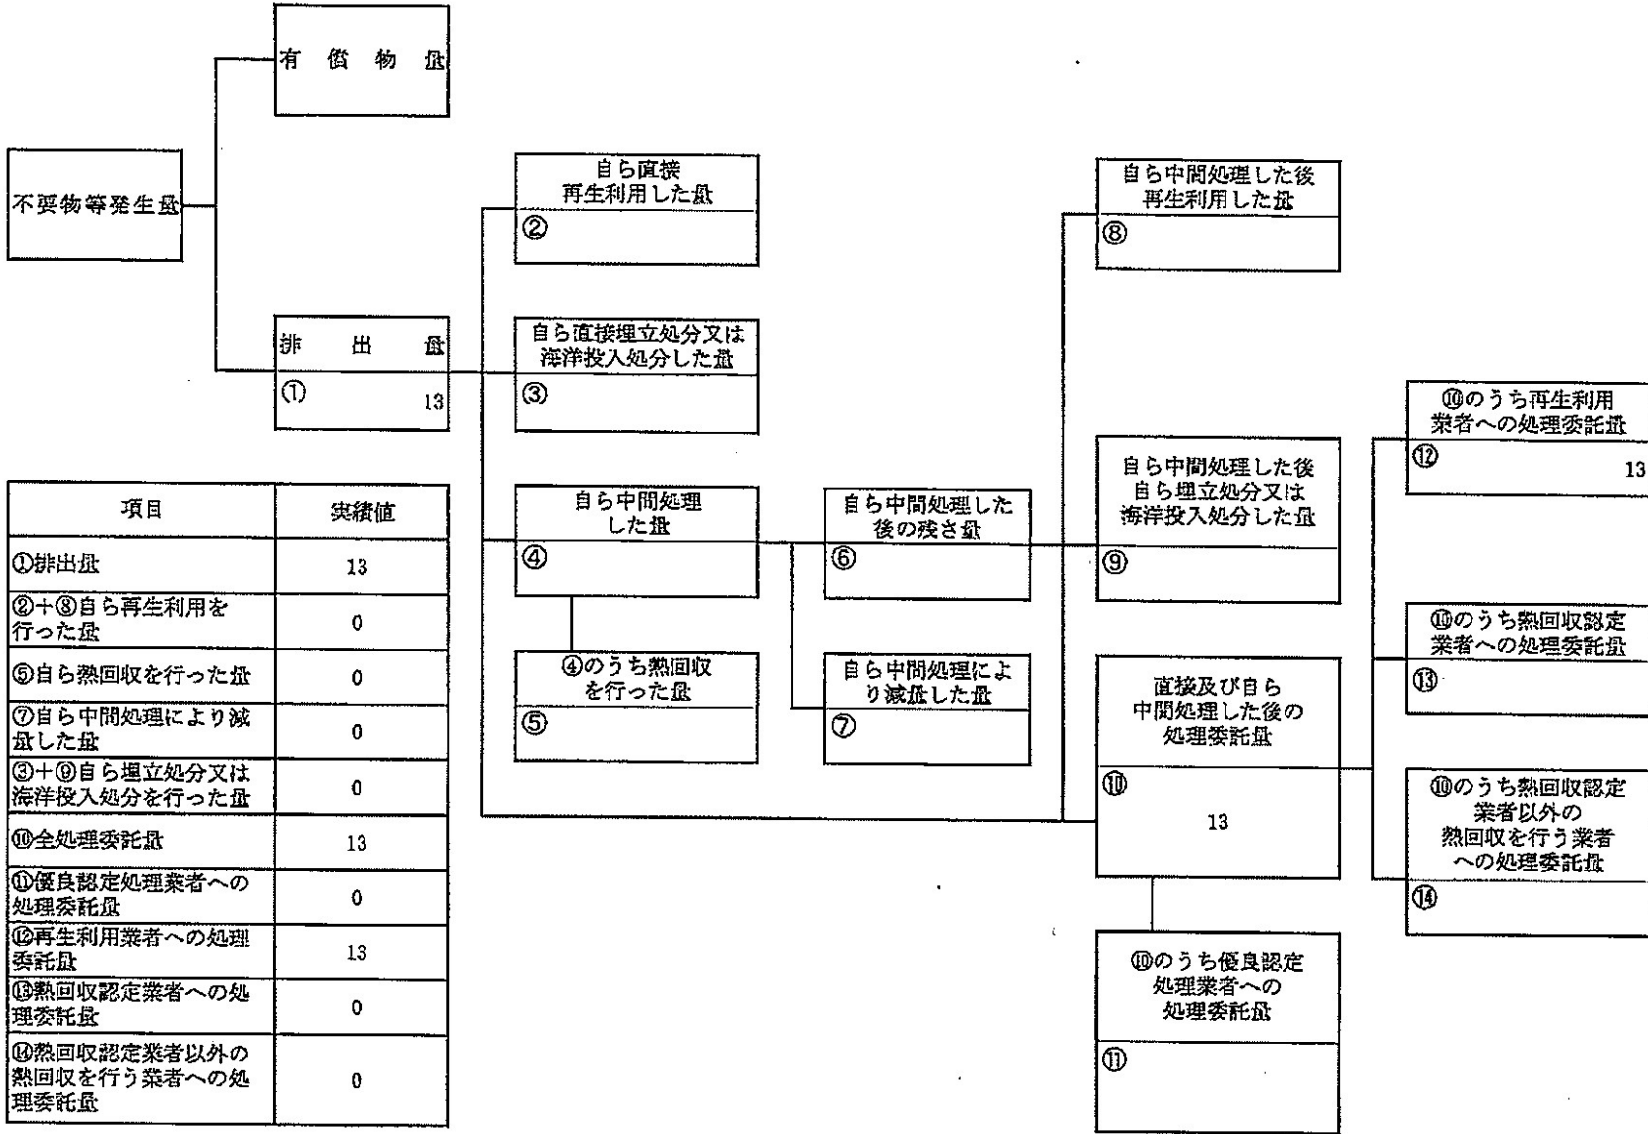 有償物量
不要物等発生量
排出量
①
13
自ら直接
再生利用した量
②
自ら直接埋立処分又は
海洋投入処分した量
③
自ら中間処理
した量
④
④のうち熱回収
を行った量
⑤
自ら中間処理した
後の残さ量
⑥
自ら中間処理によ
り減量した量
⑦
自ら中間処理した後
再生利用した量
⑧
自ら中間処理した後
自ら埋立処分又は
海洋投入処分した量
⑨
直接及び自ら
中間処理した後の
処理委託量
⑩
13
⑩のうち優良認定
処理業者への
処理委託量
⑪
⑩のうち再生利用
業者への処理委託量
⑫
13
⑩のうち熱回収認定
業者への処理委託量
⑬
⑩のうち熱回収認定
業者以外の
熱回収を行う業者
への処理委託量
⑭
項目 実績値
①排出量 13
②+⑧自ら再生利用を
行った量 0
⑤自ら熱回収を行った量 0
⑦自ら中間処理により減
量した量 0
③+⑨自ら埋立処分又は
海洋投入処分を行った量 0
⑩全処理委託量 13
⑪優良認定処理業者への
処理委託量 0
⑫再生利用業者への処理
委託量 13
⑬熱回収認定業者への処
理委託量 0
⑭熱回収認定業者以外の
熱回収を行う業者への処
理委託量 0